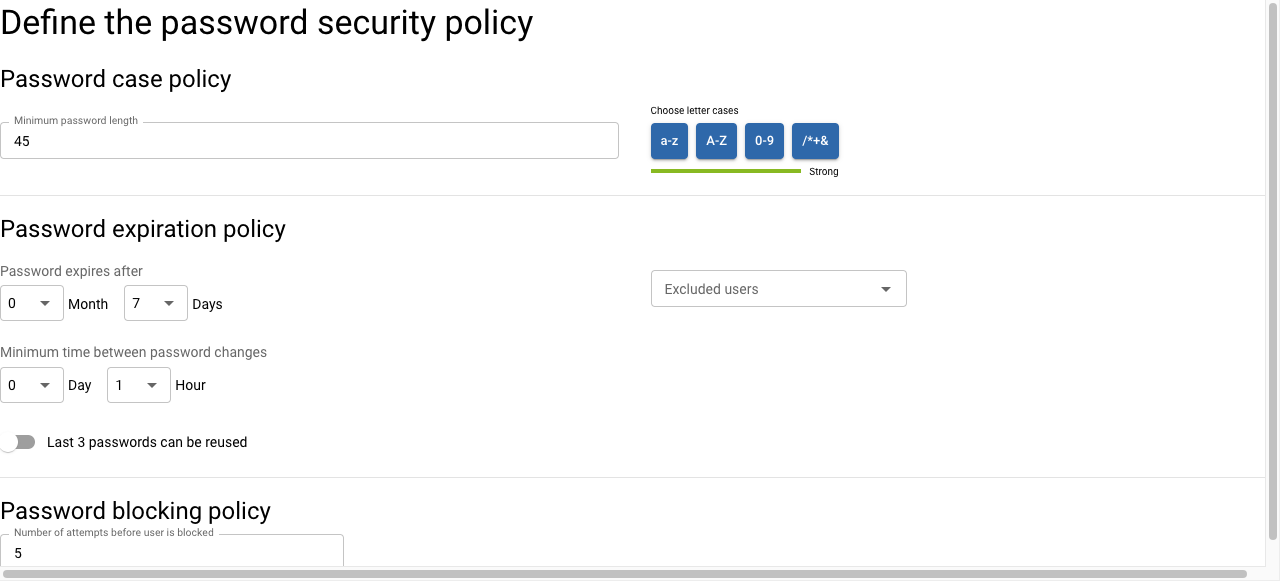 Define the password security policy
Password case policy
Minimum password length
45
Choose letter cases
a-z A-Z 0-9 /*+&
Strong
Password expiration policy
Password expires after
0 Month 7 Days
Excluded users
Minimum time between password changes
0 Day 1 Hour
Last 3 passwords can be reused
Password blocking policy
Number of attempts before user is blocked
5